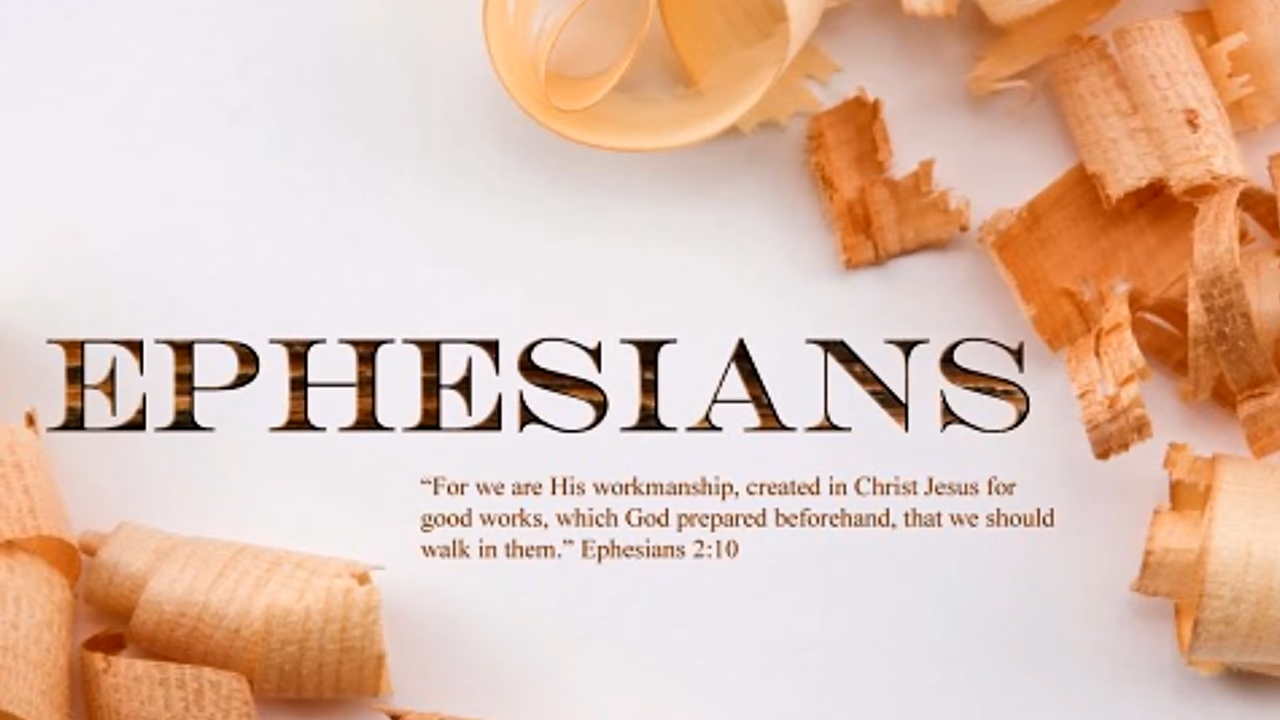 EPHESIANS
“For we are His workmanship, created in Christ Jesus for
good works, which God prepared beforehand, that we should
walk in them.” Ephesians 2:10